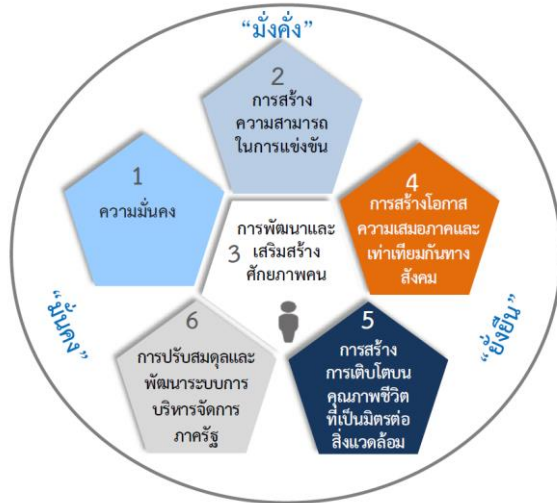 “มั่งคั่ง”
2
การสร้าง
ความสามารถ
ในการแข่งขัน
1
ความมั่นคง
4
การสร้างโอกาส
ความเสมอภาคและ
เท่าเทียมกันทาง
สังคม
การพัฒนาและ
3 เสริมสร้าง
ศักยภาพคน
“มั่นคง”
“ยั่งยืน”
6
การปรับสมดุลและ
พัฒนาระบบการ
บริหารจัดการ
ภาครัฐ
5
การสร้าง
การเติบโตบน
คุณภาพชีวิต
ที่เป็นมิตรต่อ
สิ่งแวดล้อม